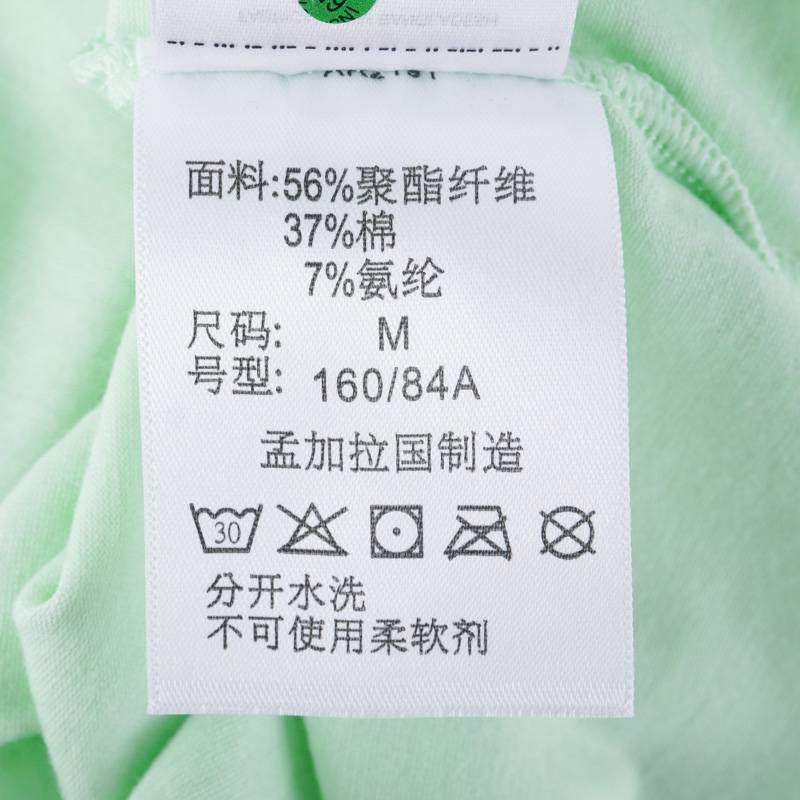 面料:56%聚酯纤维
37%棉
7%氨纶
尺码: M
号型: 160/84A
孟加拉国制造
30
分开水洗
不可使用柔软剂